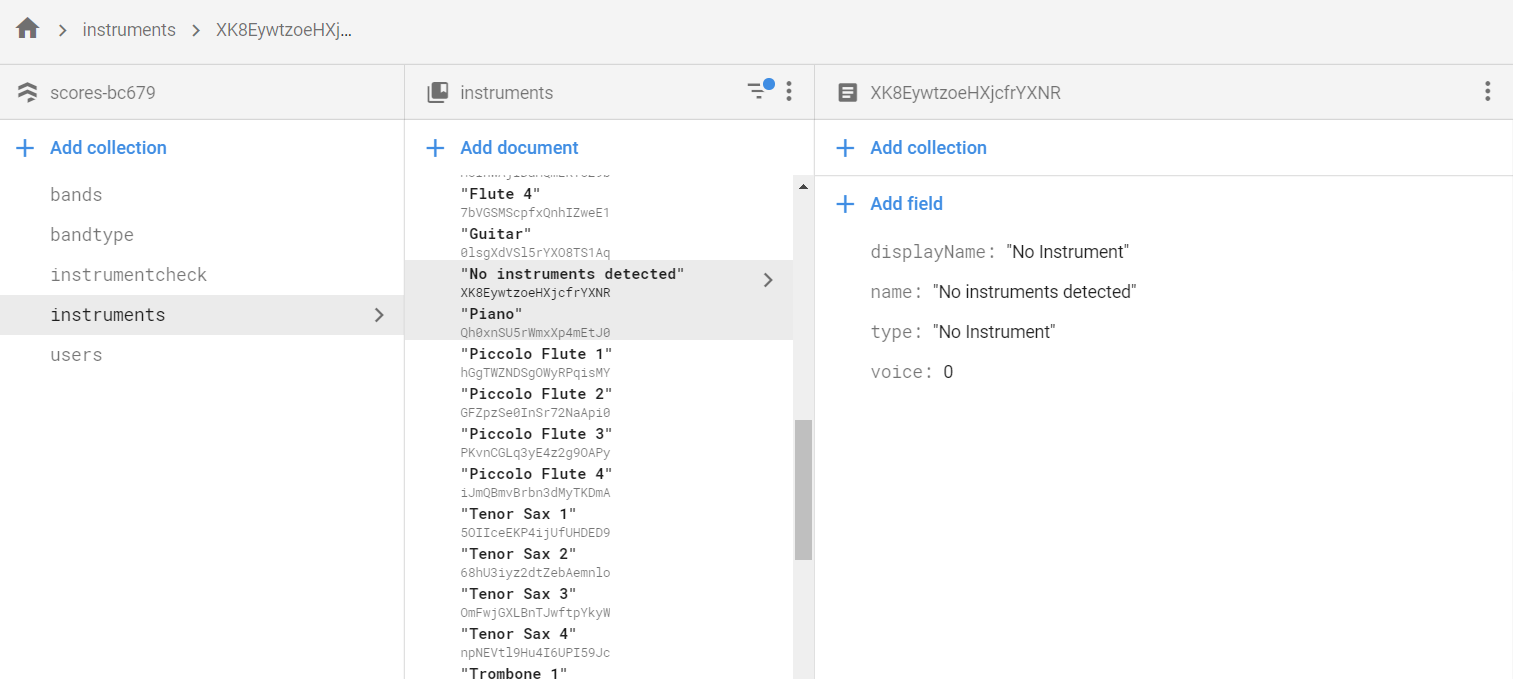 instruments
XK8EywtzoeHXj...
scores-bc679
instruments
XK8EywtzoeHXjcfrYXNR
Add collection
Add document
Add collection
bands
bandtype
instrumentcheck
instruments
users
"Flute 4"
7bVGSMScpfxQnhIZweE1
"Guitar"
0lsgXdVSl5rYXO8TS1Aq
"No instruments detected"
XK8EywtzoeHXjcfrYXNR
"Piano"
Qh0xnSU5rWmxXp4mEtJ0
"Piccolo Flute 1"
hGgTWZNDSgOWyRPqisMY
"Piccolo Flute 2"
GFZpzSe0InSr72NaApi0
"Piccolo Flute 3"
PKvnCGLq3yE4z2g9OAPy
"Piccolo Flute 4"
iJmQBmvBrbn3dMyTKDmA
"Tenor Sax 1"
5OIIceEKP4ijUfUHDED9
"Tenor Sax 2"
68hU3iyz2dtZebAemnlo
"Tenor Sax 3"
OmFwjGXLBnTJwftpYkyW
"Tenor Sax 4"
npNEVtl9Hu4I6UPI59Jc
"Trombone 1"
Add field
displayName: "No Instrument"
name: "No instruments detected"
type: "No Instrument"
voice: 0